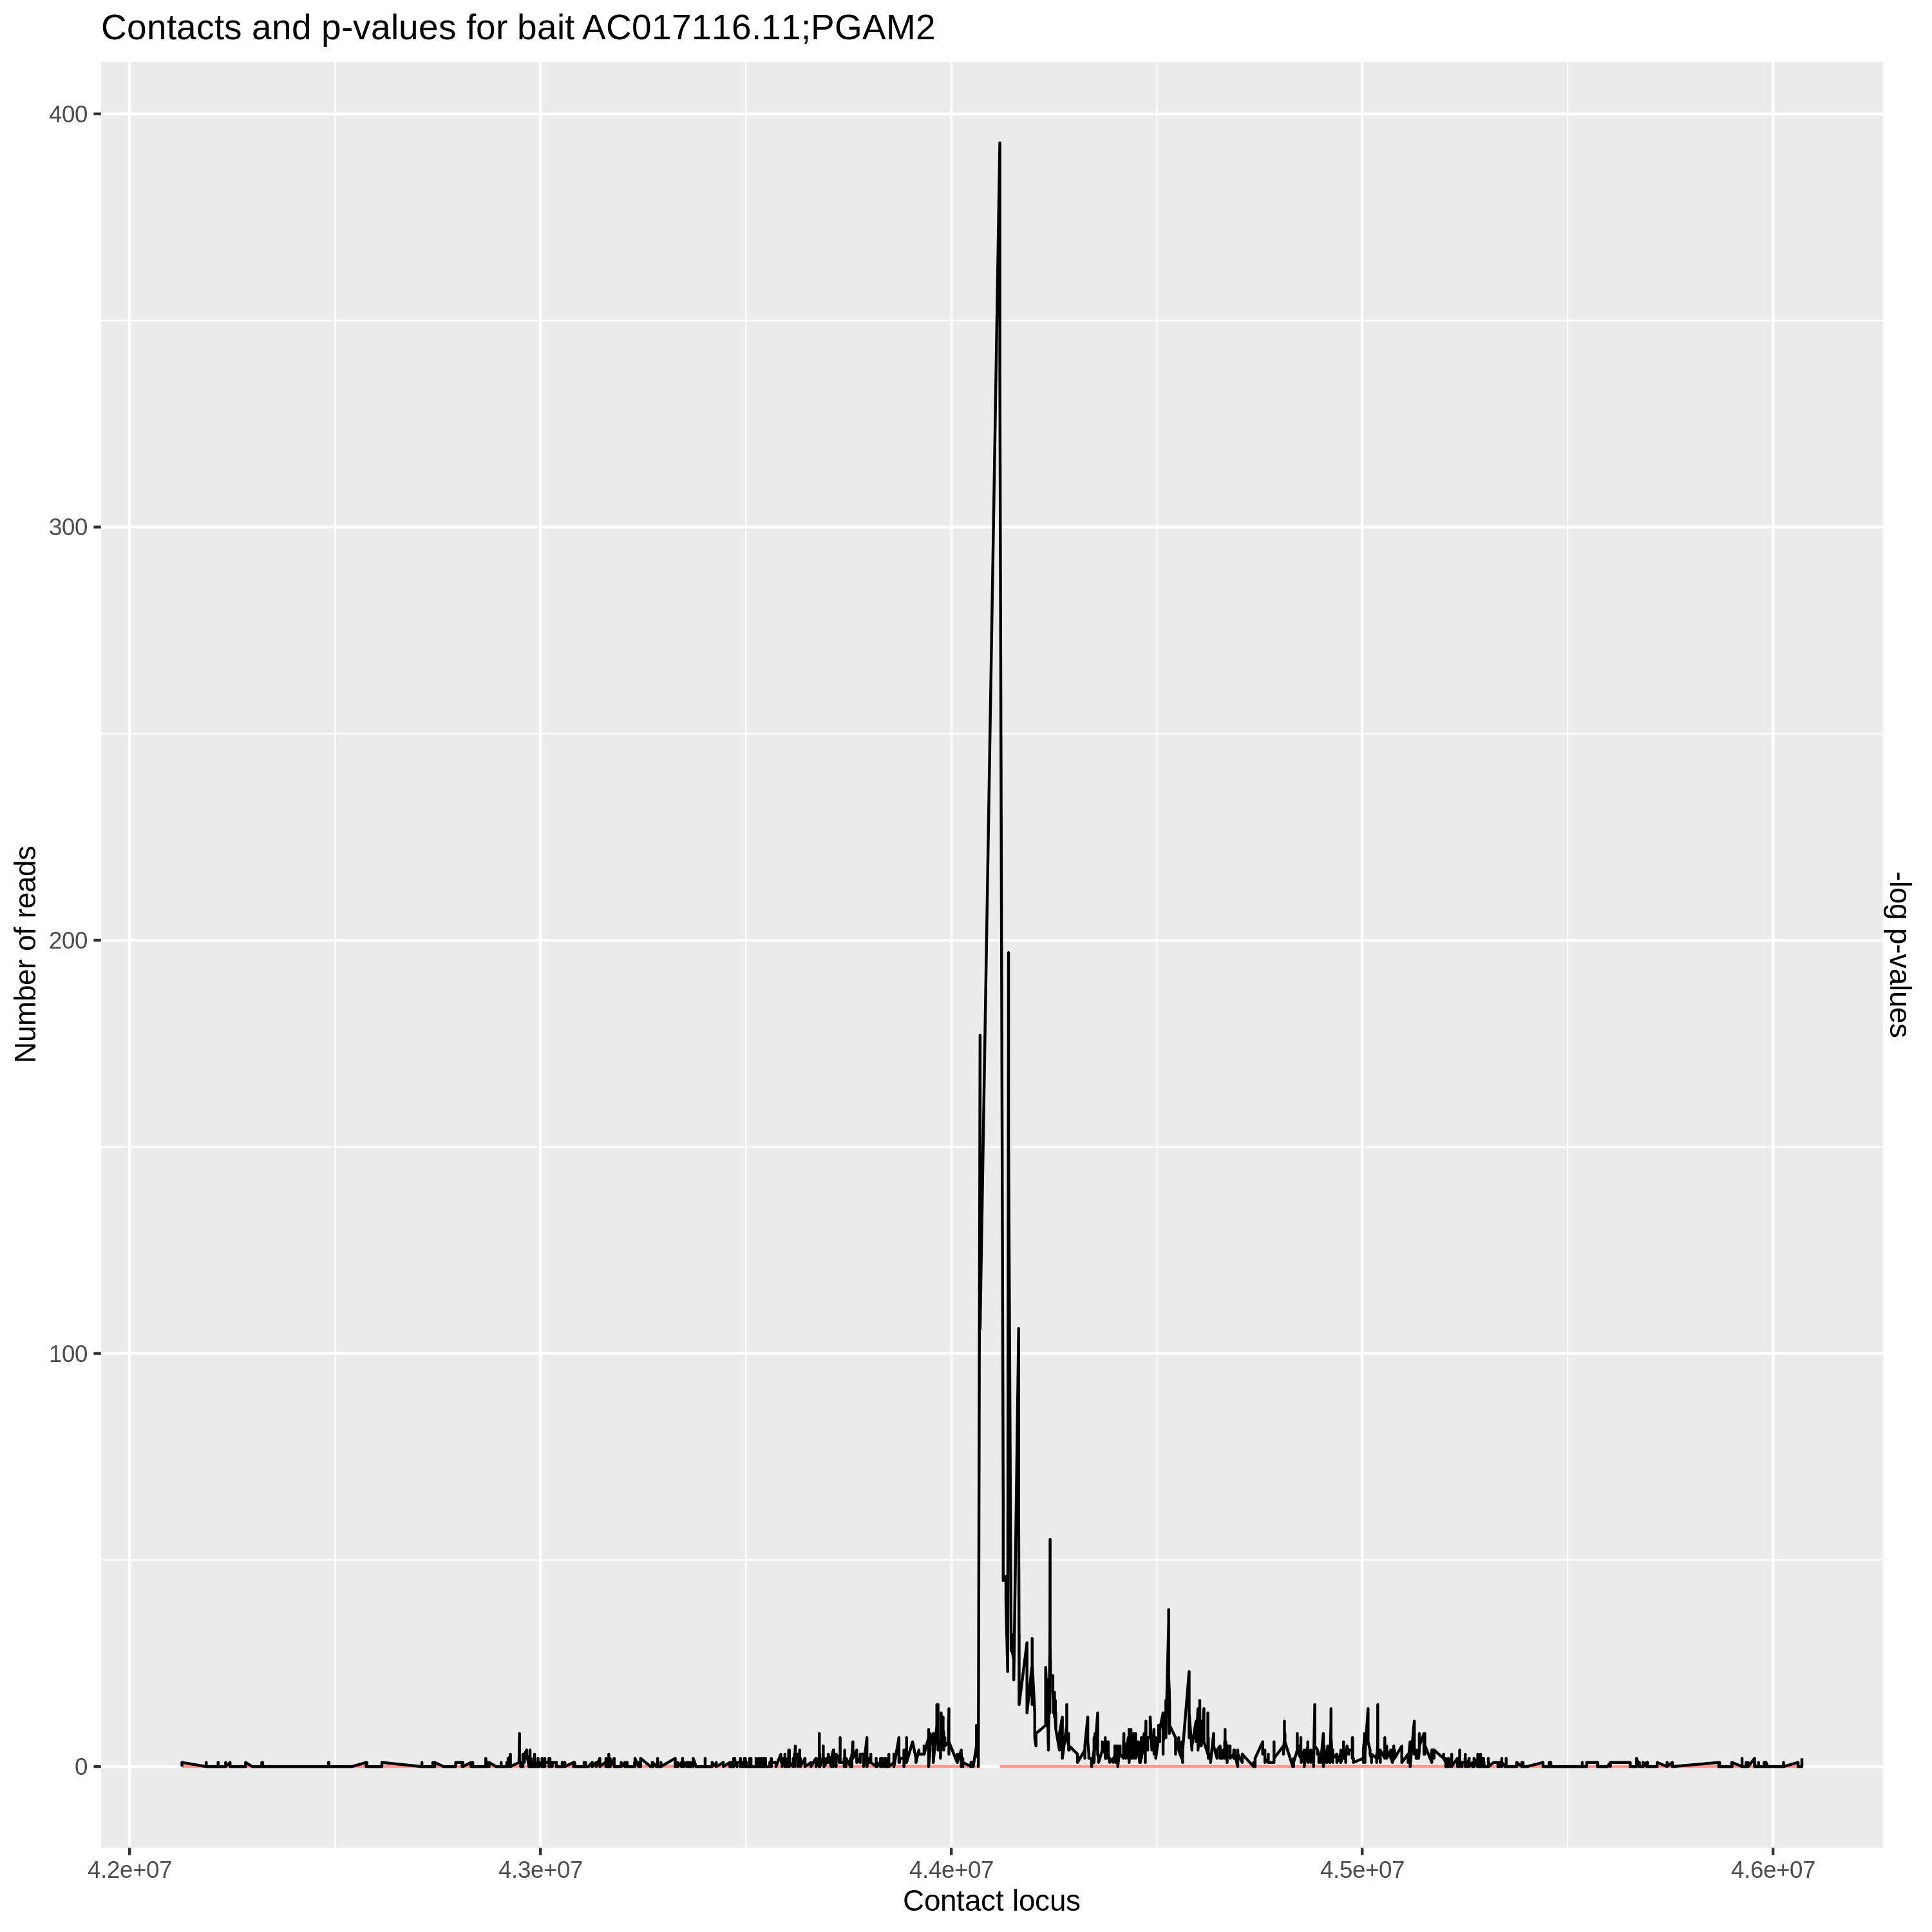 Contacts and p-values for bait AC017116.11;PGAM2
400
300
200
100
0
Number of reads
-log p-values
4.2e+07
4.3e+07
4.4e+07
4.5e+07
4.6e+07
Contact locus